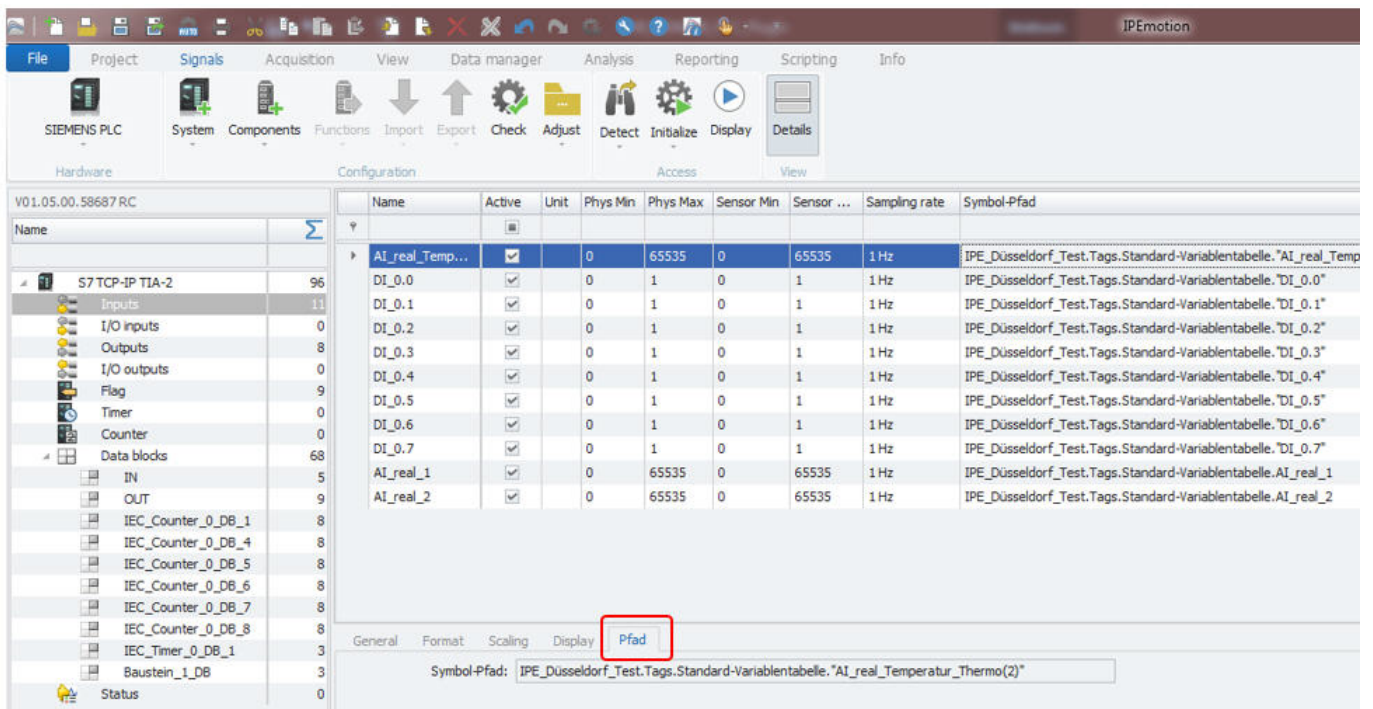 IPEmotion
File Project Signals Acquisition View Data manager Analysis Reporting Scripting Info
SIEMENS PLC System Components Functions Import Export Check Adjust Detect Initialize Display Details
Hardware Configuration Access View
V01.05.00.58687 RC
Name Σ
S7 TCP-IP TIA-2 96
Inputs 11
I/O inputs 0
Outputs 8
I/O outputs 0
Flag 9
Timer 0
Counter 0
Data blocks 68
IN 5
OUT 9
IEC_Counter_0_DB_1 8
IEC_Counter_0_DB_4 8
IEC_Counter_0_DB_5 8
IEC_Counter_0_DB_6 8
IEC_Counter_0_DB_7 8
IEC_Counter_0_DB_8 8
IEC_Timer_0_DB_1 3
Baustein_1_DB 3
Status 0
Name Active Unit Phys Min Phys Max Sensor Min Sensor ... Sampling rate Symbol-Pfad
AI_real_Temp... 0 65535 0 65535 1 Hz IPE_Düsseldorf_Test.Tags.Standard-Variablentabelle."AI_real_Temp
DI_0.0 0 1 0 1 1 Hz IPE_Düsseldorf_Test.Tags.Standard-Variablentabelle."DI_0.0"
DI_0.1 0 1 0 1 1 Hz IPE_Düsseldorf_Test.Tags.Standard-Variablentabelle."DI_0.1"
DI_0.2 0 1 0 1 1 Hz IPE_Düsseldorf_Test.Tags.Standard-Variablentabelle."DI_0.2"
DI_0.3 0 1 0 1 1 Hz IPE_Düsseldorf_Test.Tags.Standard-Variablentabelle."DI_0.3"
DI_0.4 0 1 0 1 1 Hz IPE_Düsseldorf_Test.Tags.Standard-Variablentabelle."DI_0.4"
DI_0.5 0 1 0 1 1 Hz IPE_Düsseldorf_Test.Tags.Standard-Variablentabelle."DI_0.5"
DI_0.6 0 1 0 1 1 Hz IPE_Düsseldorf_Test.Tags.Standard-Variablentabelle."DI_0.6"
DI_0.7 0 1 0 1 1 Hz IPE_Düsseldorf_Test.Tags.Standard-Variablentabelle."DI_0.7"
AI_real_1 0 65535 0 65535 1 Hz IPE_Düsseldorf_Test.Tags.Standard-Variablentabelle.AI_real_1
AI_real_2 0 65535 0 65535 1 Hz IPE_Düsseldorf_Test.Tags.Standard-Variablentabelle.AI_real_2
General Format Scaling Display Pfad
Symbol-Pfad: IPE_Düsseldorf_Test.Tags.Standard-Variablentabelle."AI_real_Temperatur_Thermo(2)"